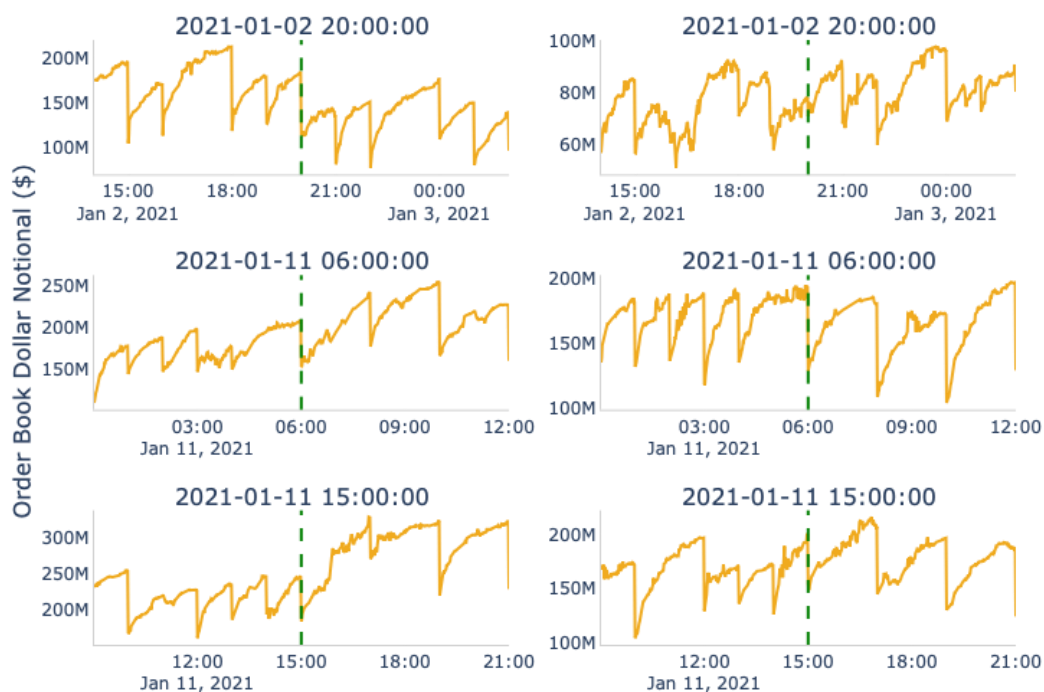 Order Book Dollar Notional ($)
2021-01-02 20:00:00
200M
150M
100M
15:00 18:00 21:00 00:00
Jan 2, 2021 Jan 3, 2021
2021-01-02 20:00:00
100M
80M
60M
15:00 18:00 21:00 00:00
Jan 2, 2021 Jan 3, 2021
2021-01-11 06:00:00
250M
200M
150M
03:00 06:00 09:00 12:00
Jan 11, 2021
2021-01-11 06:00:00
200M
150M
100M
03:00 06:00 09:00 12:00
Jan 11, 2021
2021-01-11 15:00:00
300M
250M
200M
12:00 15:00 18:00 21:00
Jan 11, 2021
2021-01-11 15:00:00
200M
150M
100M
12:00 15:00 18:00 21:00
Jan 11, 2021